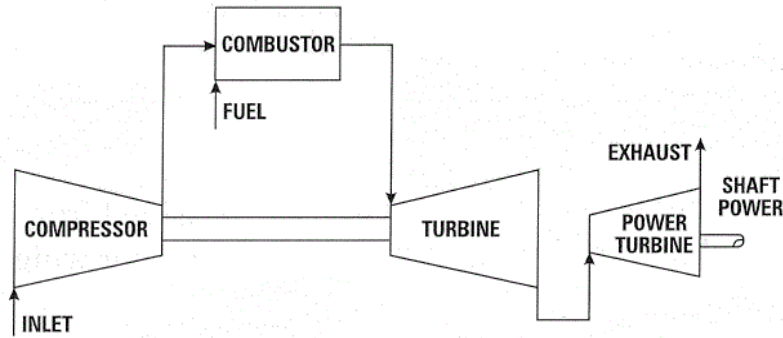 COMBUSTOR
FUEL
EXHAUST
SHAFT
POWER
COMPRESSOR
TURBINE
POWER
TURBINE
INLET